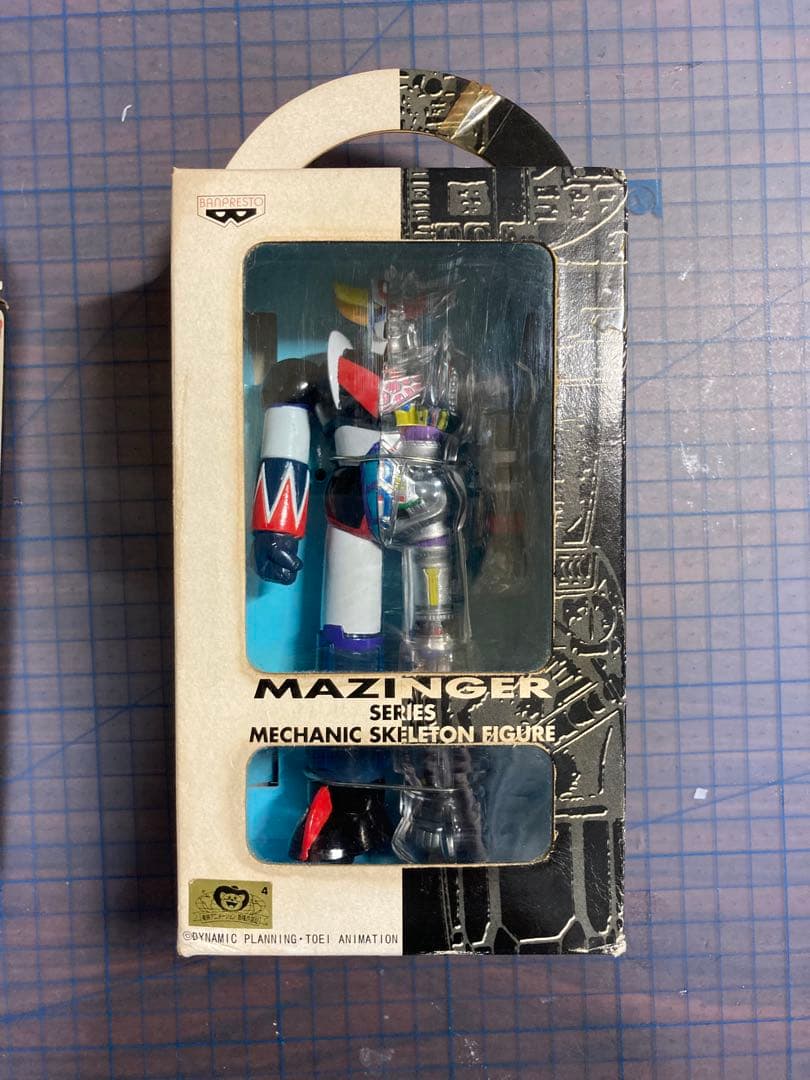 BANPRESTO
MAZINGER
SERIES
MECHANIC SKELETON FIGURE
4
©DYNAMIC PLANNING・TOEI ANIMATION